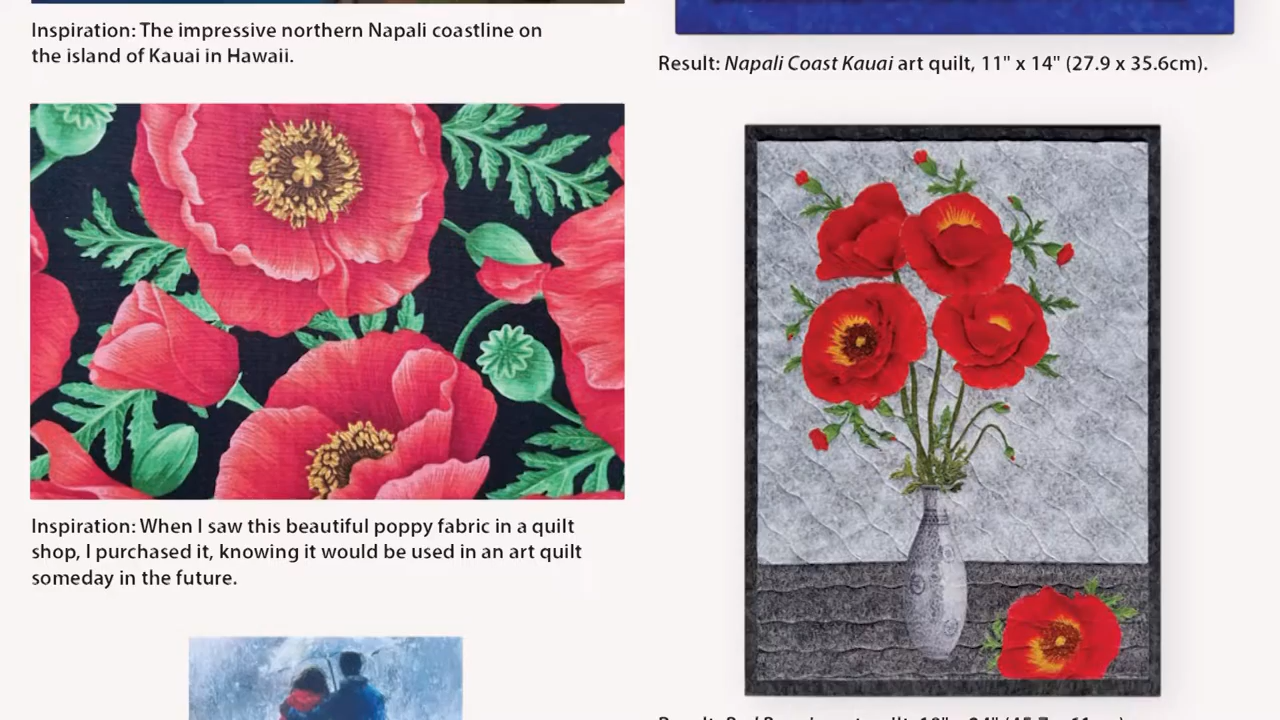 Inspiration: The impressive northern Napali coastline on
the island of Kauai in Hawaii.
Result: Napali Coast Kauai art quilt, 11" x 14" (27.9 x 35.6cm).
Inspiration: When I saw this beautiful poppy fabric in a quilt
shop, I purchased it, knowing it would be used in an art quilt
someday in the future.